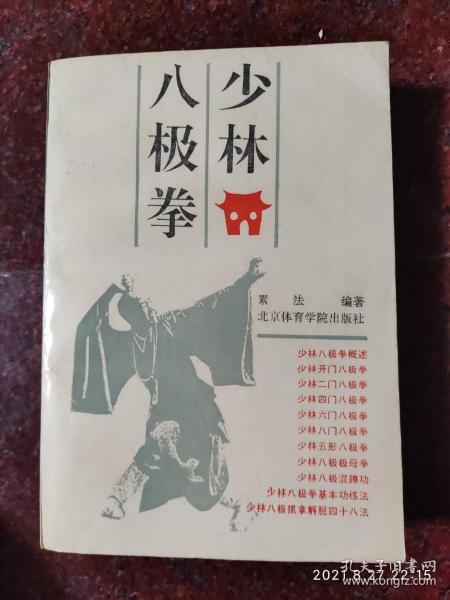 少林
八极拳
素法 编著
北京体育学院出版社
少林八极拳概述
少林开门八极拳
少林二门八极拳
少林四门八极拳
少林六门八极拳
少林八门八极拳
少林五形八极拳
少林八极极母拳
少林八极混蹲功
少林八极拳基本功练法
少林八极抓拿解脱四十八法
孔夫子旧书网
2021.8.27 22:15